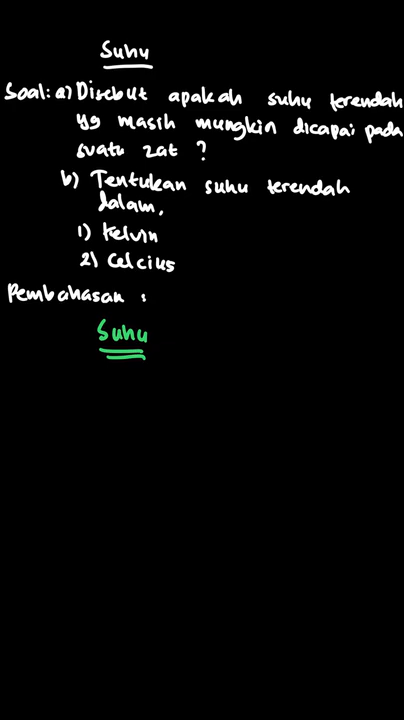 Suhu
Soal: a) Disebut apakah suhu terendah
yg masih mungkin dicapai pada
suatu zat ?
b) Tentukan suhu terendah
dalam,
1) Kelvin
2) Celcius
Pembahasan :
Suhu